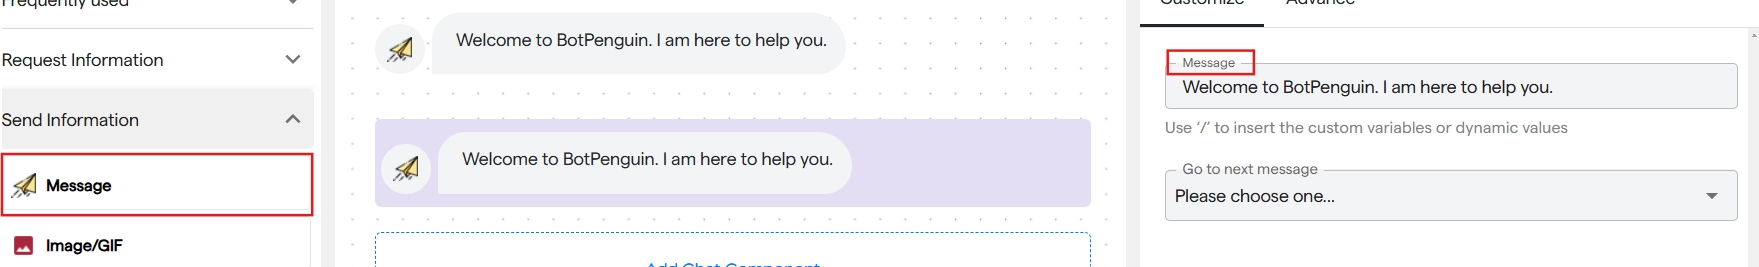 Frequently used
Request Information
Send Information
Message
Image/GIF
Welcome to BotPenguin. I am here to help you.
Welcome to BotPenguin. I am here to help you.
Add Chat Component
Customize Advance
Message
Welcome to BotPenguin. I am here to help you.
Use ‘/’ to insert the custom variables or dynamic values
Go to next message
Please choose one...